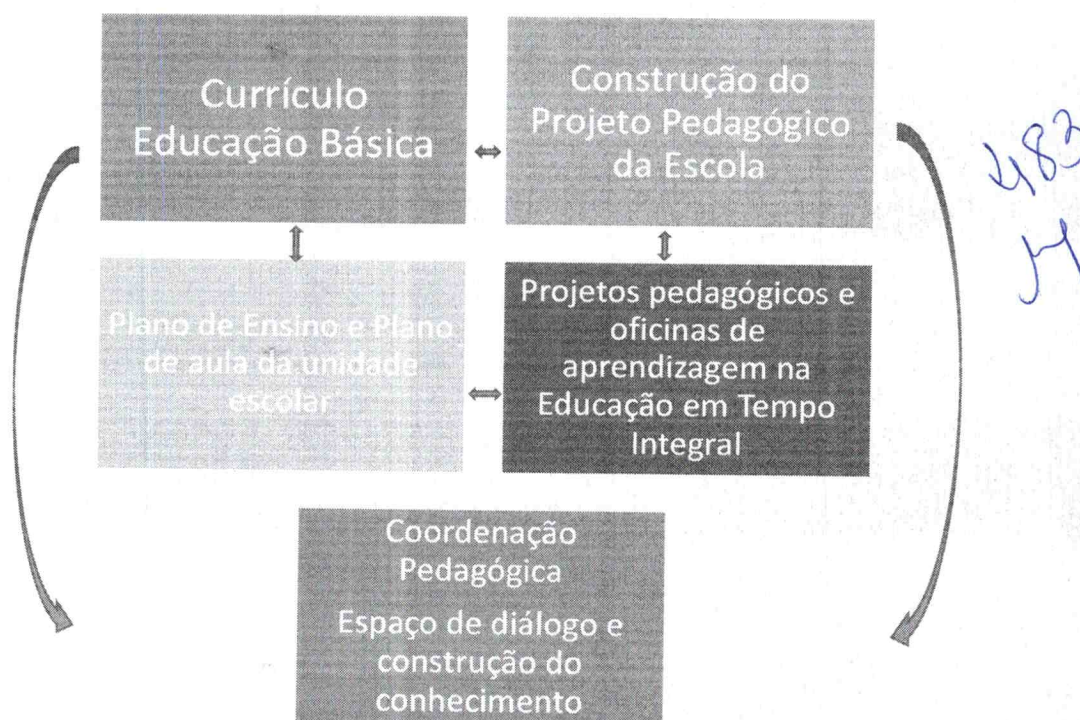 Currículo
Educação Básica
Construção do
Projeto Pedagógico
da Escola
483
Plano de Ensino e Plano
de aula da unidade
escolar
Projetos pedagógicos e
oficinas de
aprendizagem na
Educação em Tempo
Integral
Coordenação
Pedagógica
Espaço de diálogo e
construção do
conhecimento